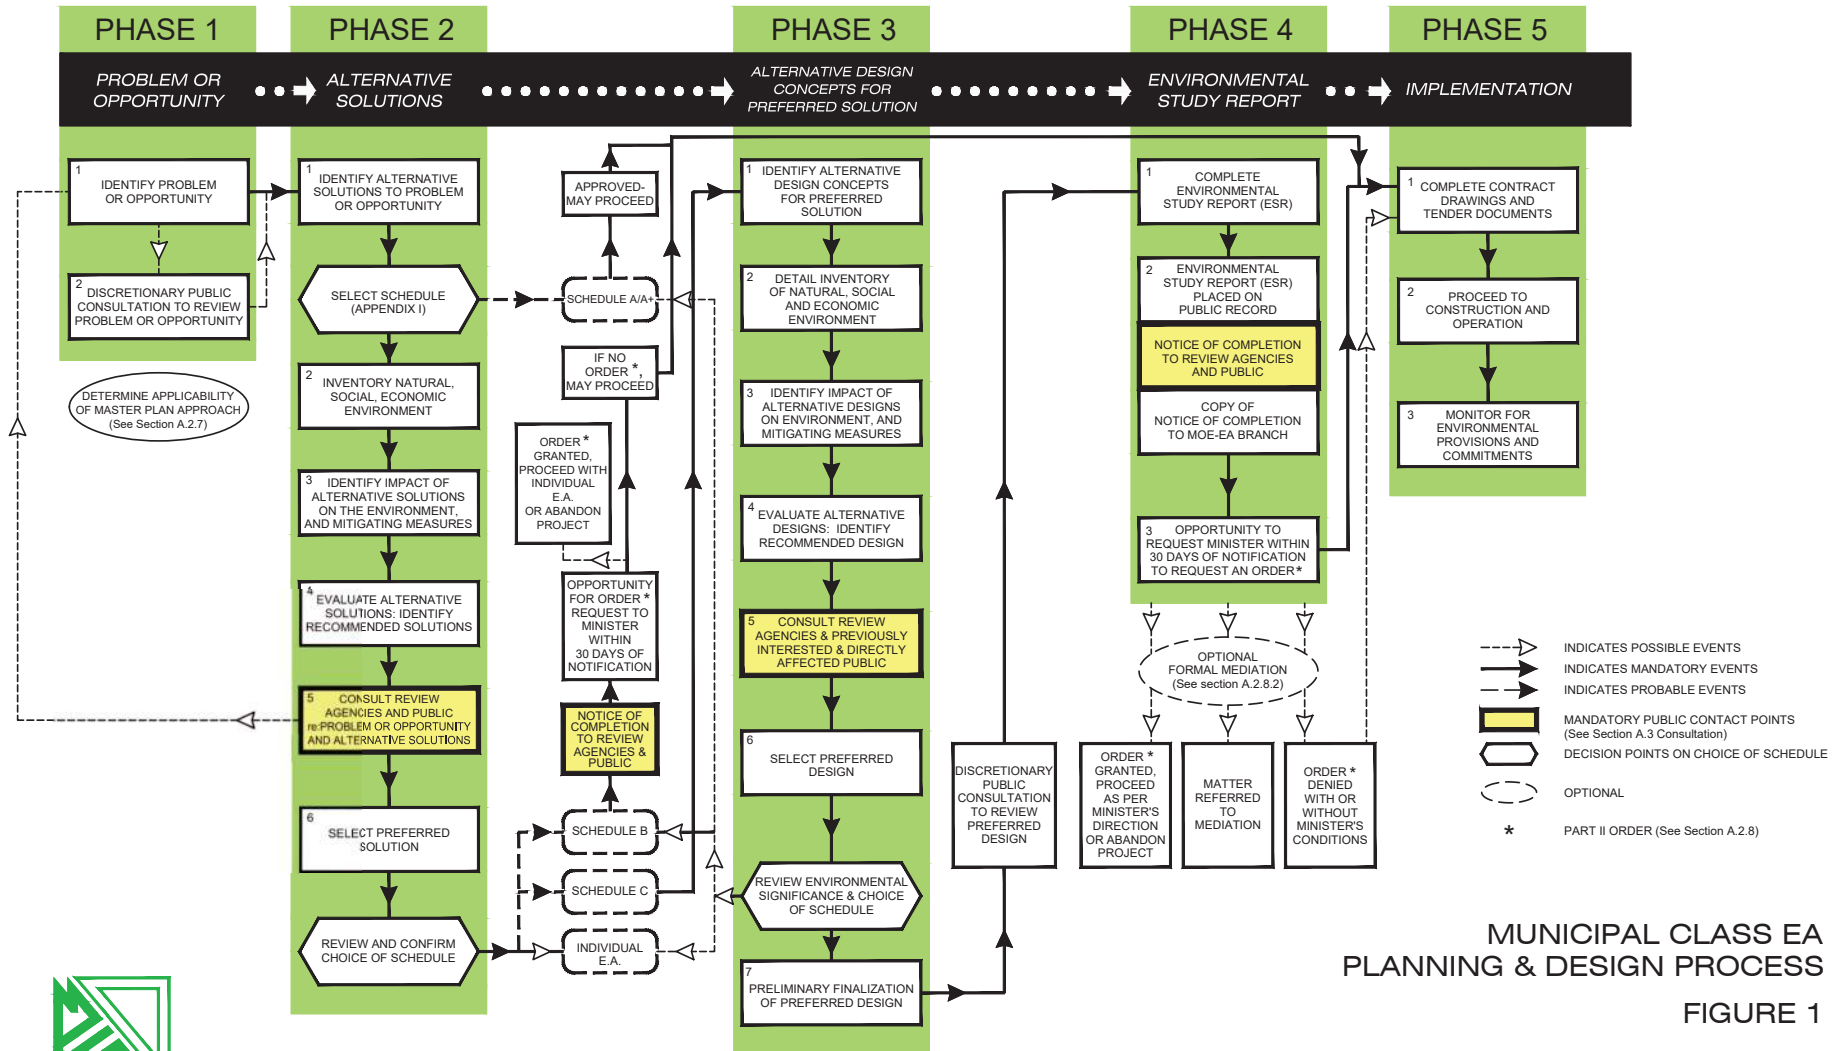 PHASE 1
PHASE 2
PHASE 3
PHASE 4
PHASE 5
PROBLEM OR
OPPORTUNITY
ALTERNATIVE
SOLUTIONS
ALTERNATIVE DESIGN
CONCEPTS FOR
PREFERRED SOLUTION
ENVIRONMENTAL
STUDY REPORT
IMPLEMENTATION
1
IDENTIFY PROBLEM
OR OPPORTUNITY
2
DISCRETIONARY PUBLIC
CONSULTATION TO REVIEW
PROBLEM OR OPPORTUNITY
DETERMINE APPLICABILITY
OF MASTER PLAN APPROACH
(See Section A.2.7)
1
IDENTIFY ALTERNATIVE
SOLUTIONS TO PROBLEM
OR OPPORTUNITY
SELECT SCHEDULE
(APPENDIX I)
2
INVENTORY NATURAL,
SOCIAL, ECONOMIC
ENVIRONMENT
3
IDENTIFY IMPACT OF
ALTERNATIVE SOLUTIONS
ON THE ENVIRONMENT,
AND MITIGATING MEASURES
4
EVALUATE ALTERNATIVE
SOLUTIONS: IDENTIFY
RECOMMENDED SOLUTIONS
5
CONSULT REVIEW
AGENCIES AND PUBLIC
re:PROBLEM OR OPPORTUNITY
AND ALTERNATIVE SOLUTIONS
6
SELECT PREFERRED
SOLUTION
REVIEW AND CONFIRM
CHOICE OF SCHEDULE
APPROVED-
MAY PROCEED
SCHEDULE A/A+
IF NO
ORDER *,
MAY PROCEED
ORDER *
GRANTED,
PROCEED WITH
INDIVIDUAL
E.A.
OR ABANDON
PROJECT
OPPORTUNITY
FOR ORDER *
REQUEST TO
MINISTER
WITHIN
30 DAYS OF
NOTIFICATION
NOTICE OF
COMPLETION
TO REVIEW
AGENCIES &
PUBLIC
SCHEDULE B
SCHEDULE C
INDIVIDUAL
E.A.
1
IDENTIFY ALTERNATIVE
DESIGN CONCEPTS
FOR PREFERRED
SOLUTION
2
DETAIL INVENTORY
OF NATURAL, SOCIAL
AND ECONOMIC
ENVIRONMENT
3
IDENTIFY IMPACT OF
ALTERNATIVE DESIGNS
ON ENVIRONMENT, AND
MITIGATING MEASURES
4
EVALUATE ALTERNATIVE
DESIGNS: IDENTIFY
RECOMMENDED DESIGN
5
CONSULT REVIEW
AGENCIES & PREVIOUSLY
INTERESTED & DIRECTLY
AFFECTED PUBLIC
6
SELECT PREFERRED
DESIGN
REVIEW ENVIRONMENTAL
SIGNIFICANCE & CHOICE
OF SCHEDULE
7
PRELIMINARY FINALIZATION
OF PREFERRED DESIGN
DISCRETIONARY
PUBLIC
CONSULTATION
TO REVIEW
PREFERRED
DESIGN
1
COMPLETE
ENVIRONMENTAL
STUDY REPORT (ESR)
2
ENVIRONMENTAL
STUDY REPORT (ESR)
PLACED ON
PUBLIC RECORD
NOTICE OF COMPLETION
TO REVIEW AGENCIES
AND PUBLIC
COPY OF
NOTICE OF COMPLETION
TO MOE-EA BRANCH
3
OPPORTUNITY TO
REQUEST MINISTER WITHIN
30 DAYS OF NOTIFICATION
TO REQUEST AN ORDER *
OPTIONAL
FORMAL MEDIATION
(See section A.2.8.2)
ORDER *
GRANTED,
PROCEED
AS PER
MINISTER'S
DIRECTION
OR ABANDON
PROJECT
MATTER
REFERRED
TO
MEDIATION
ORDER *
DENIED
WITH OR
WITHOUT
MINISTER'S
CONDITIONS
1
COMPLETE CONTRACT
DRAWINGS AND
TENDER DOCUMENTS
2
PROCEED TO
CONSTRUCTION AND
OPERATION
3
MONITOR FOR
ENVIRONMENTAL
PROVISIONS AND
COMMITMENTS
INDICATES POSSIBLE EVENTS
INDICATES MANDATORY EVENTS
INDICATES PROBABLE EVENTS
MANDATORY PUBLIC CONTACT POINTS
(See Section A.3 Consultation)
DECISION POINTS ON CHOICE OF SCHEDULE
OPTIONAL
* PART II ORDER (See Section A.2.8)
MUNICIPAL CLASS EA
PLANNING & DESIGN PROCESS
FIGURE 1